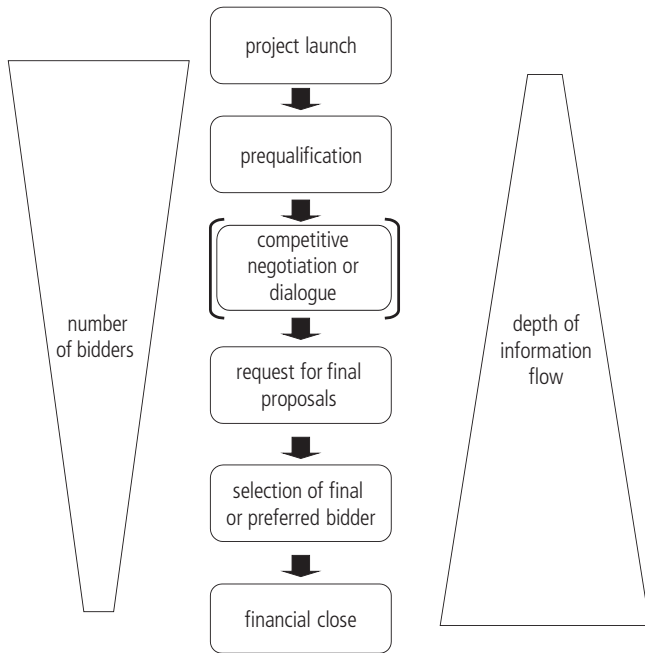 project launch
prequalification
competitive
negotiation or
dialogue
number
of bidders
depth of
information
flow
request for final
proposals
selection of final
or preferred bidder
financial close